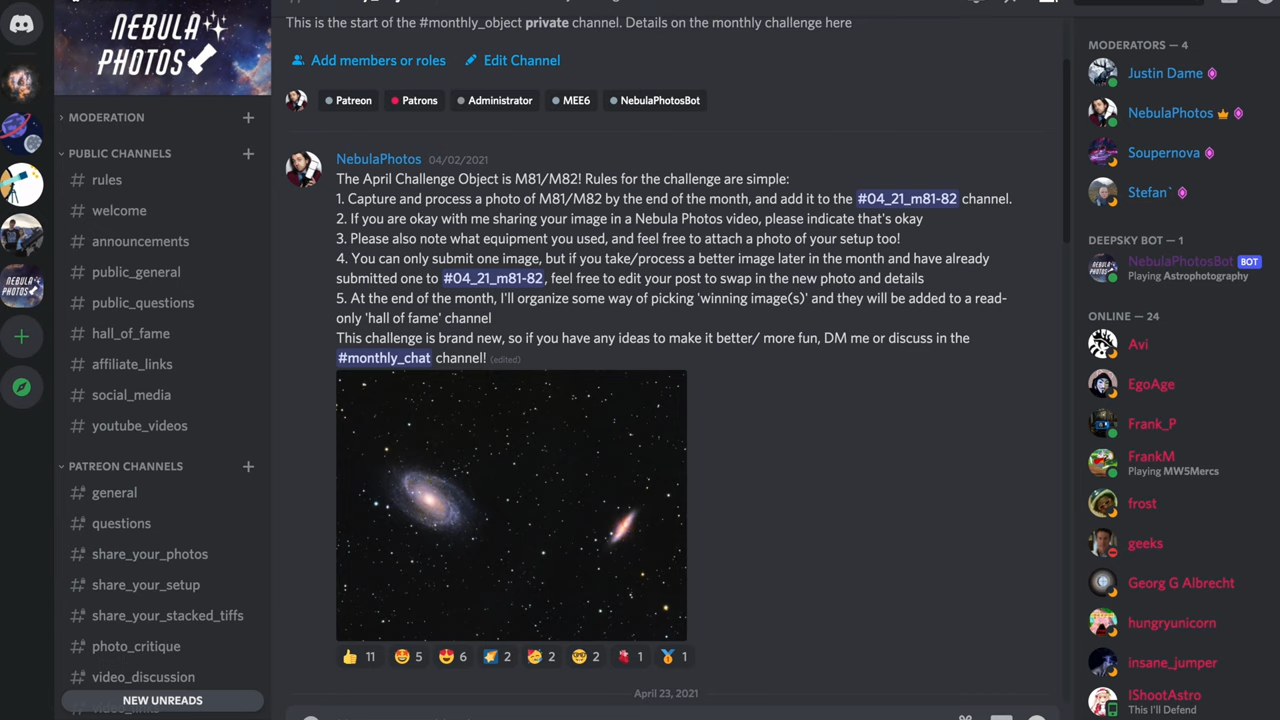 NEBULA
PHOTOS
MODERATION
PUBLIC CHANNELS
rules
welcome
announcements
public_general
public_questions
hall_of_fame
affiliate_links
social_media
youtube_videos
PATREON CHANNELS
general
questions
share_your_photos
share_your_setup
share_your_stacked_tiffs
photo_critique
video_discussion
NEW UNREADS
This is the start of the #monthly_object private channel. Details on the monthly challenge here
Add members or roles Edit Channel
Patreon Patrons Administrator MEE6 NebulaPhotosBot
NebulaPhotos 04/02/2021
The April Challenge Object is M81/M82! Rules for the challenge are simple:
1. Capture and process a photo of M81/M82 by the end of the month, and add it to the #04_21_m81-82 channel.
2. If you are okay with me sharing your image in a Nebula Photos video, please indicate that's okay
3. Please also note what equipment you used, and feel free to attach a photo of your setup too!
4. You can only submit one image, but if you take/process a better image later in the month and have already
submitted one to #04_21_m81-82, feel free to edit your post to swap in the new photo and details
5. At the end of the month, I'll organize some way of picking 'winning image(s)' and they will be added to a read-
only 'hall of fame' channel
This challenge is brand new, so if you have any ideas to make it better/ more fun, DM me or discuss in the
#monthly_chat channel! (edited)
11 5 6 2 2 2 1 1
April 23, 2021
MODERATORS — 4
Justin Dame
NebulaPhotos
Soupernova
Stefan`
DEEPSKY BOT — 1
NebulaPhotosBot BOT
Playing Astrophotography
ONLINE — 24
Avi
EgoAge
Frank_P
FrankM
Playing MW5Mercs
frost
geeks
Georg G Albrecht
hungryunicorn
insane_jumper
IShootAstro
This I'll Defend